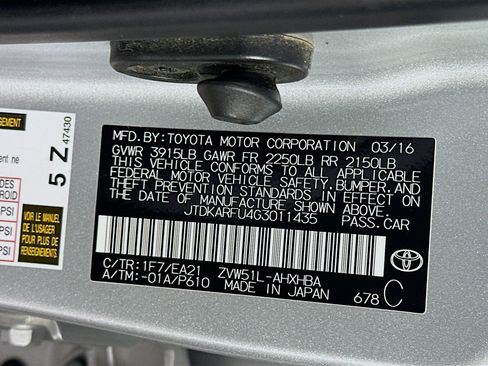 MFD.BY:TOYOTA MOTOR CORPORATION 03/16
GVWR 3915LB GAWR FR 2250LB RR 2150LB
THIS VEHICLE CONFORMS TO ALL APPLICABLE
FEDERAL MOTOR VEHICLE SAFETY,BUMPER,AND
THEFT PREVENTION STANDARDS IN EFFECT ON
THE DATE OF MANUFACTURE SHOWN ABOVE.
JTDKARFU4G3011435 PASS.CAR
C/TR:1F7/EA21 ZVW51L-AHXHBA
A/TM:-01A/P610 MADE IN JAPAN 678 C
TOYOTA
5 Z 47430
PSI
PSI
VOIR LE
MANUEL DE
L'USAGER
POUR PLUS DE